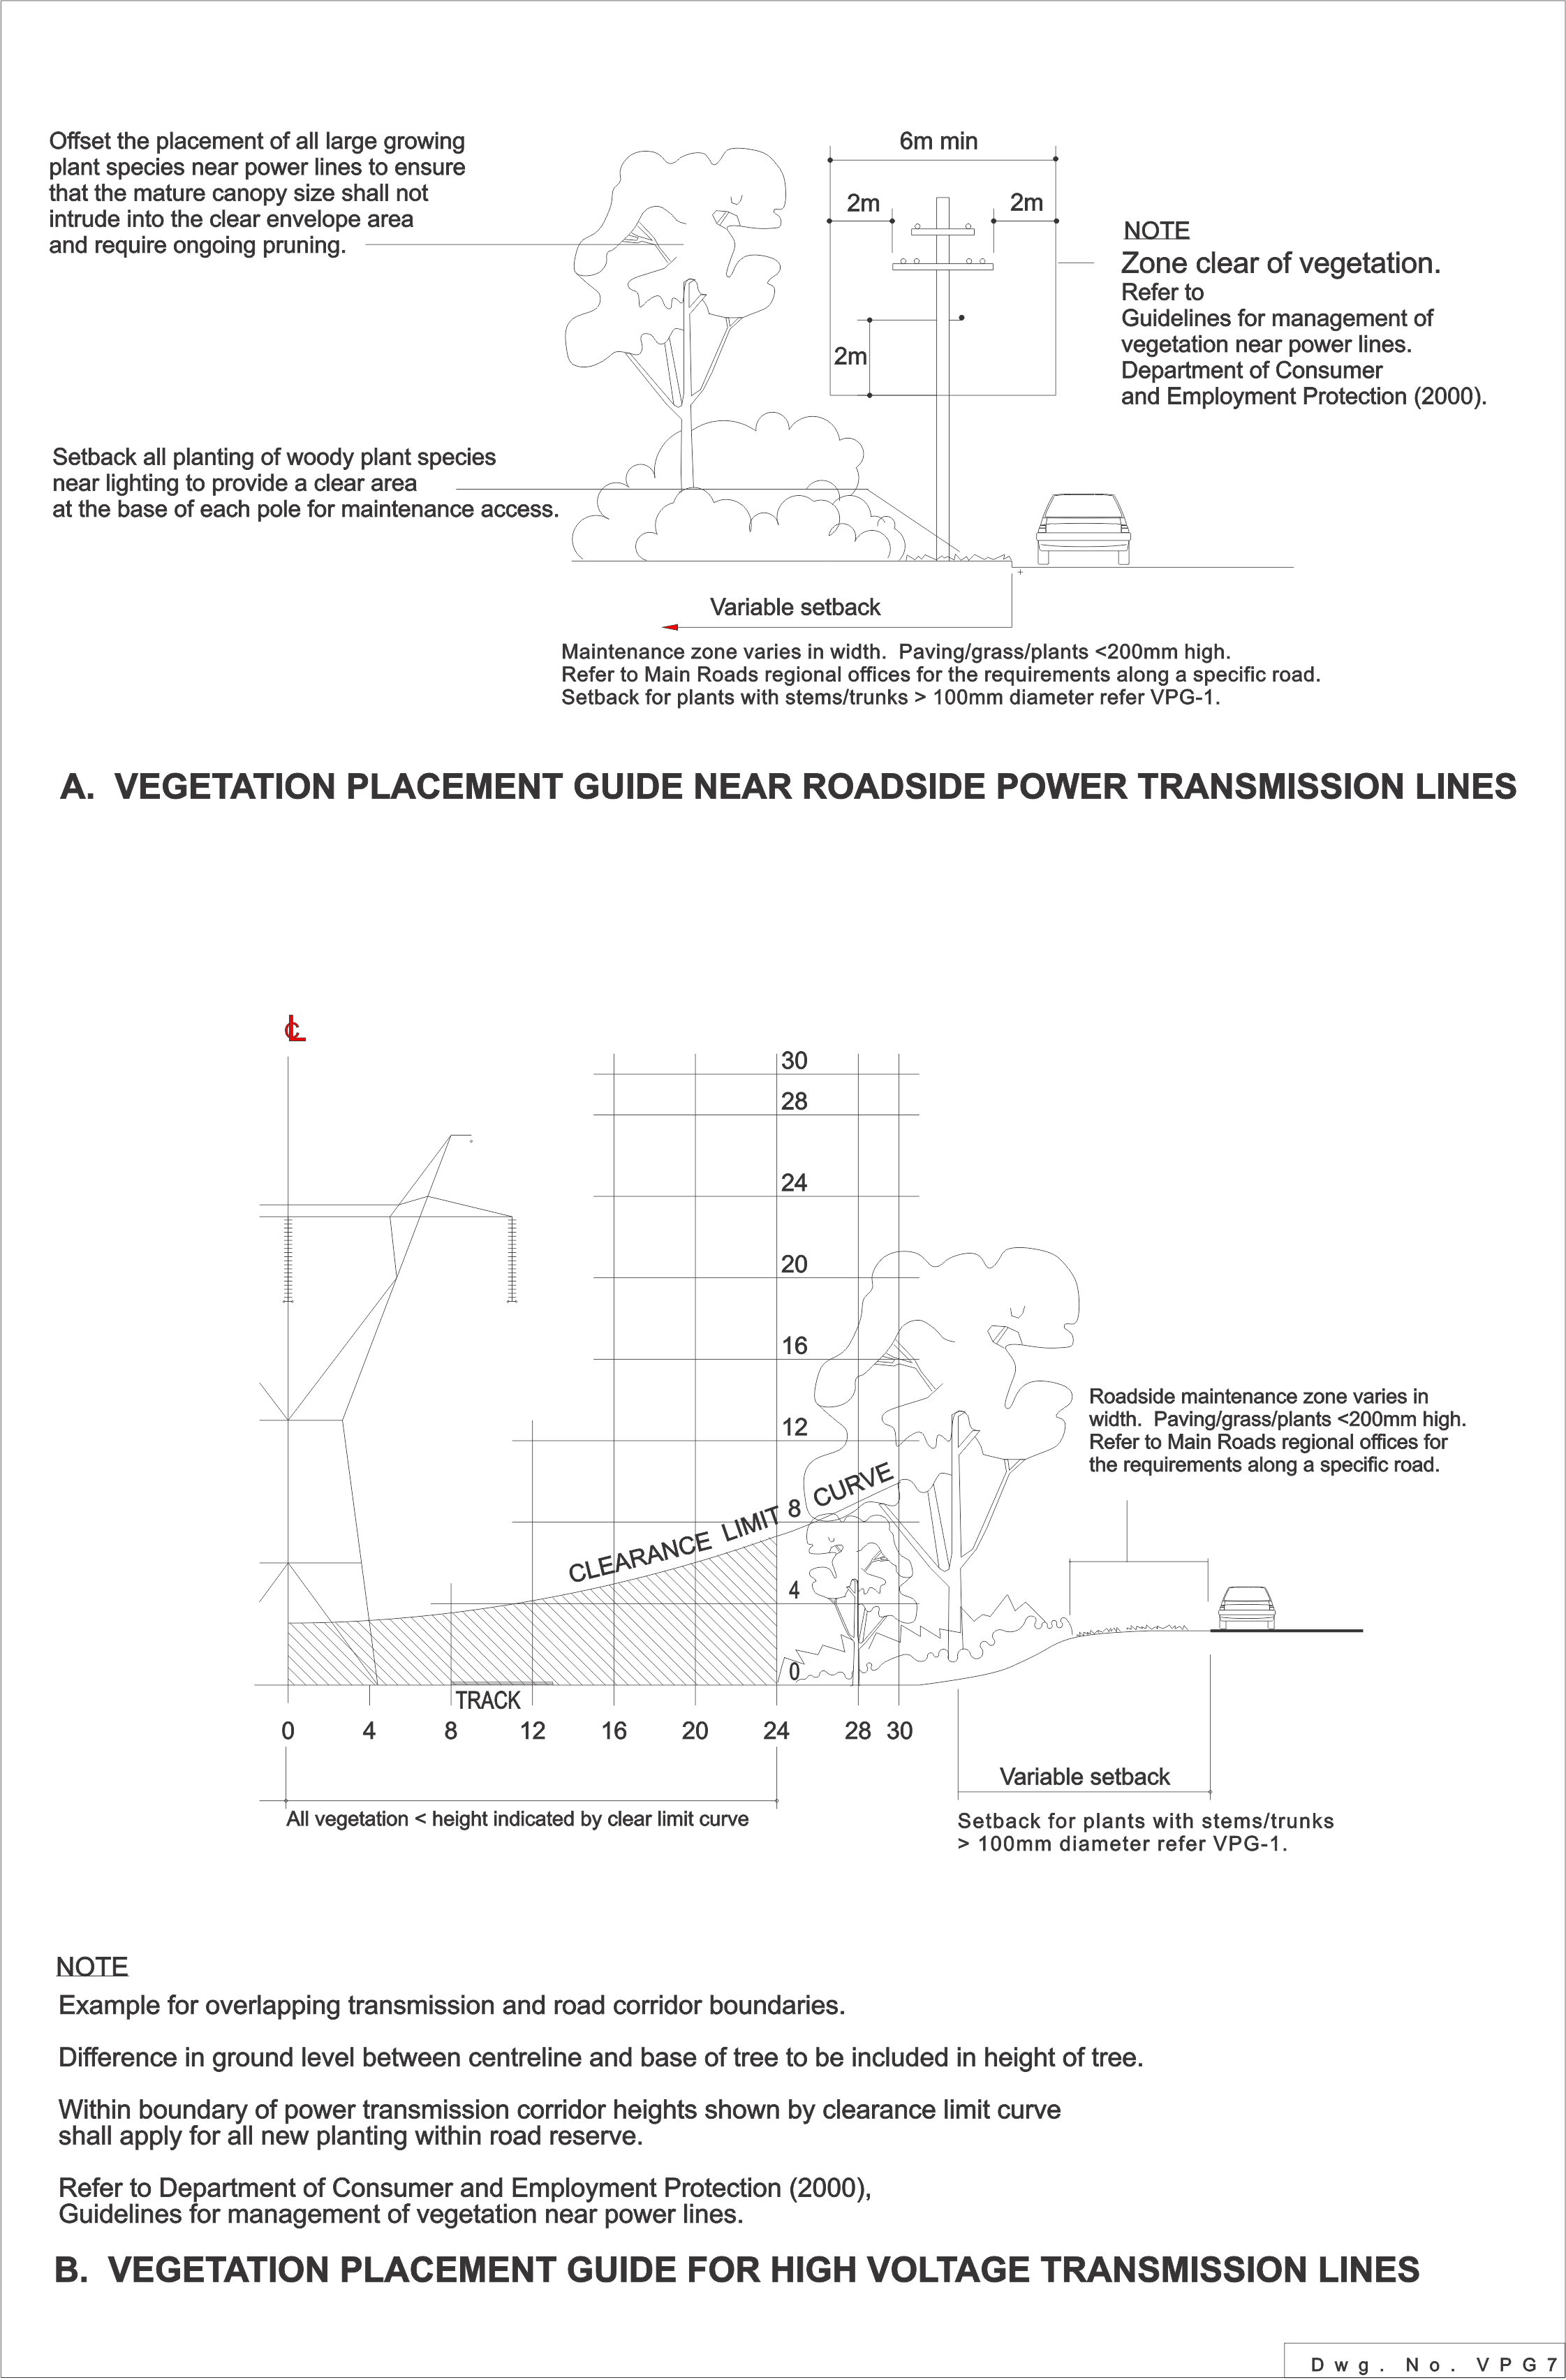 Offset the placement of all large growing
plant species near power lines to ensure
that the mature canopy size shall not
intrude into the clear envelope area
and require ongoing pruning.
6m min
2m
2m
2m
NOTE
Zone clear of vegetation.
Refer to
Guidelines for management of
vegetation near power lines.
Department of Consumer
and Employment Protection (2000).
Setback all planting of woody plant species
near lighting to provide a clear area
at the base of each pole for maintenance access.
Variable setback
Maintenance zone varies in width.  Paving/grass/plants <200mm high.
Refer to Main Roads regional offices for the requirements along a specific road.
Setback for plants with stems/trunks > 100mm diameter refer VPG-1.
A.  VEGETATION PLACEMENT GUIDE NEAR ROADSIDE POWER TRANSMISSION LINES
℄
30
28
24
20
16
12
8
4
0
CLEARANCE LIMIT CURVE
TRACK
0 4 8 12 16 20 24 28 30
All vegetation < height indicated by clear limit curve
Roadside maintenance zone varies in
width.  Paving/grass/plants <200mm high.
Refer to Main Roads regional offices for
the requirements along a specific road.
Variable setback
Setback for plants with stems/trunks
> 100mm diameter refer VPG-1.
NOTE
Example for overlapping transmission and road corridor boundaries.
Difference in ground level between centreline and base of tree to be included in height of tree.
Within boundary of power transmission corridor heights shown by clearance limit curve
shall apply for all new planting within road reserve.
Refer to Department of Consumer and Employment Protection (2000),
Guidelines for management of vegetation near power lines.
B.  VEGETATION PLACEMENT GUIDE FOR HIGH VOLTAGE TRANSMISSION LINES
Dwg. No. VPG7